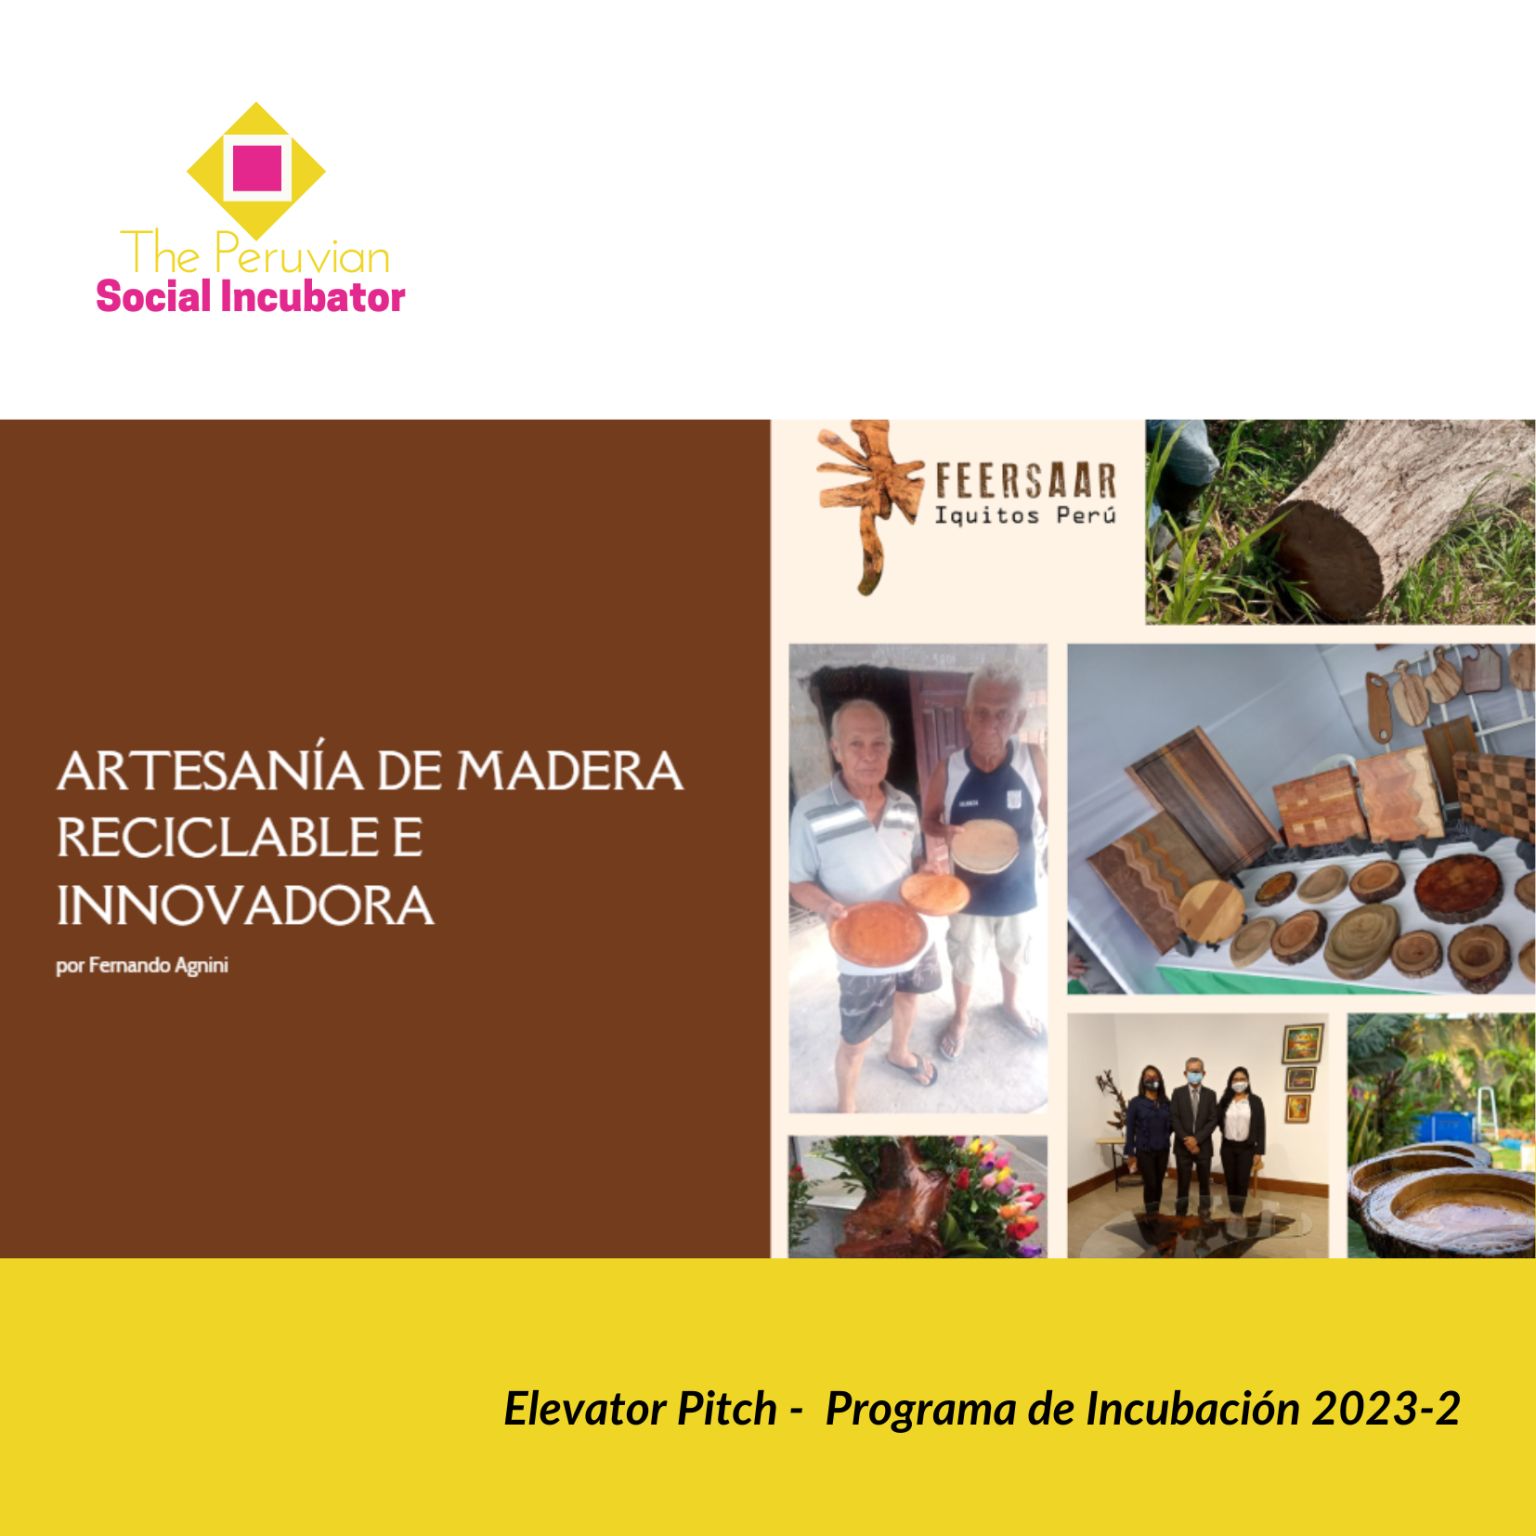 The Peruvian
Social Incubator
FEERSAAR
Iquitos Perú
ARTESANÍA DE MADERA
RECICLABLE E
INNOVADORA
por Fernando Agnini
Elevator Pitch - Programa de Incubación 2023-2